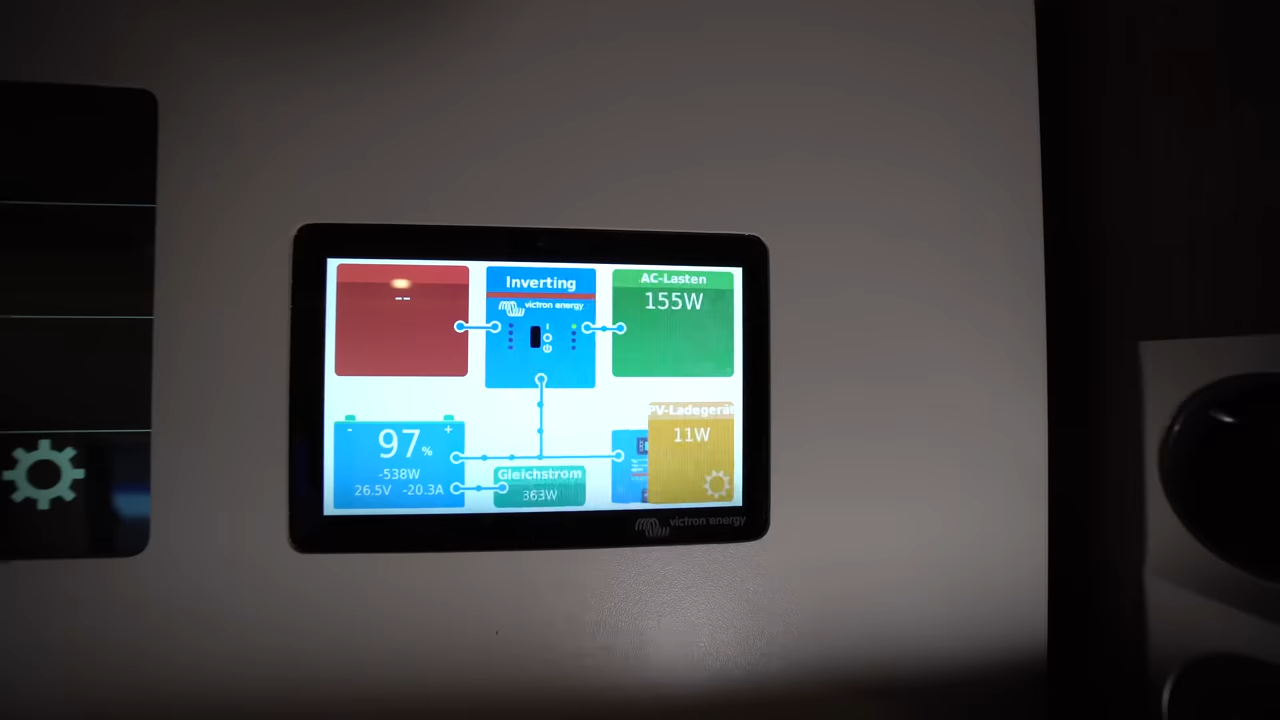 --
Inverting
victron energy
AC-Lasten
155W
- +
97%
-538W
26.5V -20.3A
Gleichstrom
363W
PV-Ladegerät
11W
victron energy